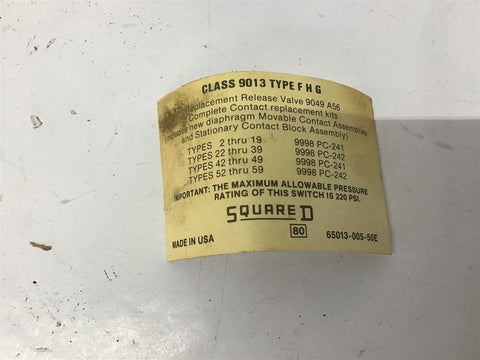 CLASS 9013 TYPE F H G
Replacement Release Valve 9049 A56
Complete Contact replacement kits
(includes new diaphragm Movable Contact Assemblies
and Stationary Contact Block Assembly)
TYPES 2 thru 19 9998 PC-241
TYPES 22 thru 39 9998 PC-242
TYPES 42 thru 49 9998 PC-241
TYPES 52 thru 59 9998 PC-242
IMPORTANT: THE MAXIMUM ALLOWABLE PRESSURE
RATING OF THIS SWITCH IS 220 PSI.
SQUARE D
MADE IN USA 80 65013-005-50E